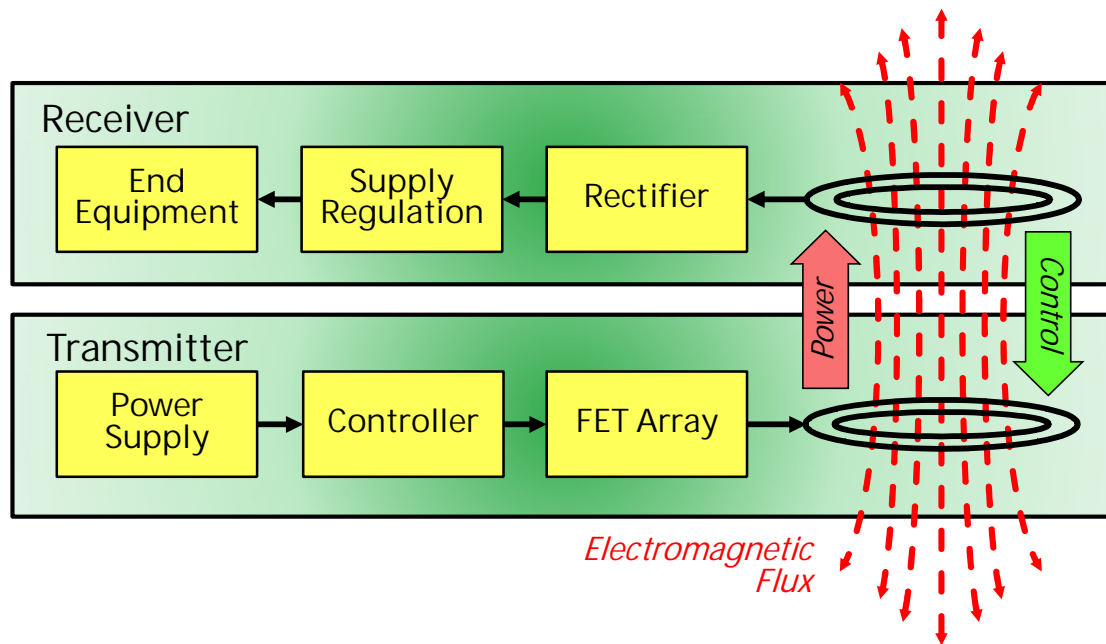 Receiver
End
Equipment
Supply
Regulation
Rectifier
Power
Control
Transmitter
Power
Supply
Controller
FET Array
Electromagnetic
Flux